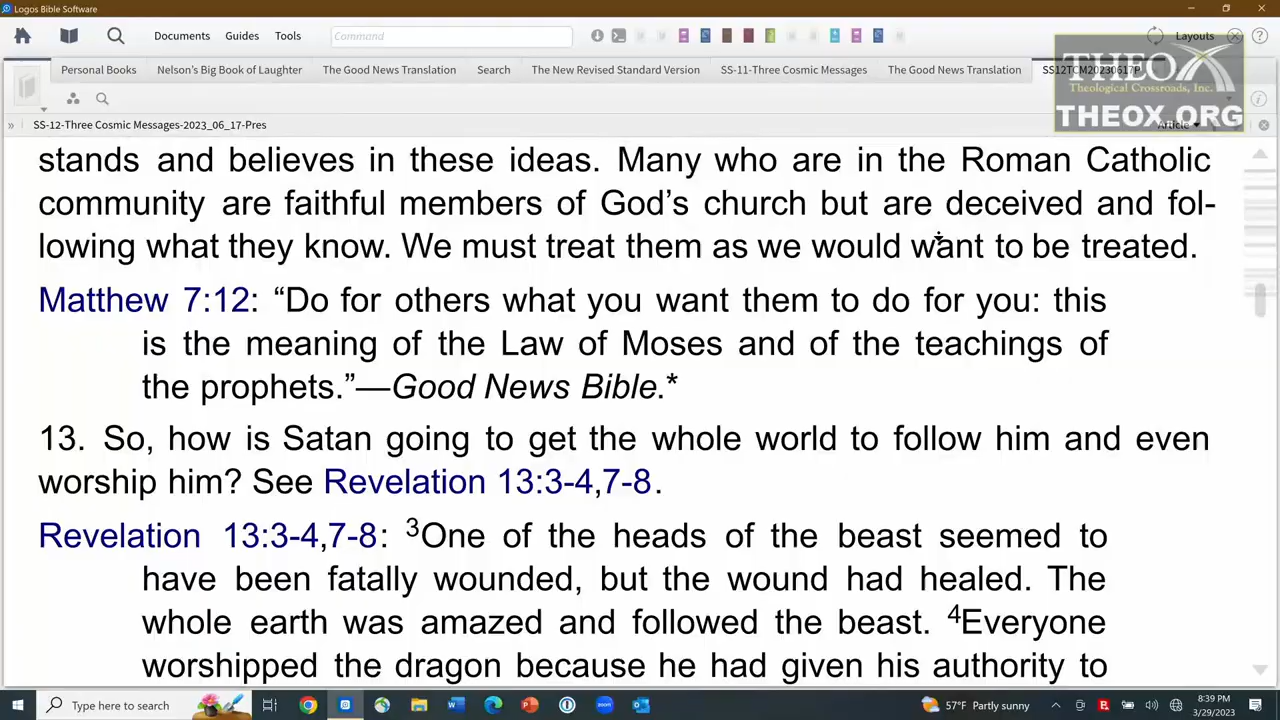 Logos Bible Software
Documents Guides Tools Command Layouts
Personal Books Nelson's Big Book of Laughter The Go Search The New Revised Standard Version SS-11-Three Cosmic Messages The Good News Translation SS12TCM20230617P
THEOX
Theological Crossroads, Inc.
THEOX.ORG
SS-12-Three Cosmic Messages-2023_06_17-Pres Article
stands and believes in these ideas. Many who are in the Roman Catholic
community are faithful members of God's church but are deceived and fol-
lowing what they know. We must treat them as we would want to be treated.
Matthew 7:12: “Do for others what you want them to do for you: this
is the meaning of the Law of Moses and of the teachings of
the prophets.”—Good News Bible.*
13. So, how is Satan going to get the whole world to follow him and even
worship him? See Revelation 13:3-4,7-8.
Revelation 13:3-4,7-8: 3One of the heads of the beast seemed to
have been fatally wounded, but the wound had healed. The
whole earth was amazed and followed the beast. 4Everyone
worshipped the dragon because he had given his authority to
Type here to search 57°F Partly sunny 8:39 PM
3/29/2023